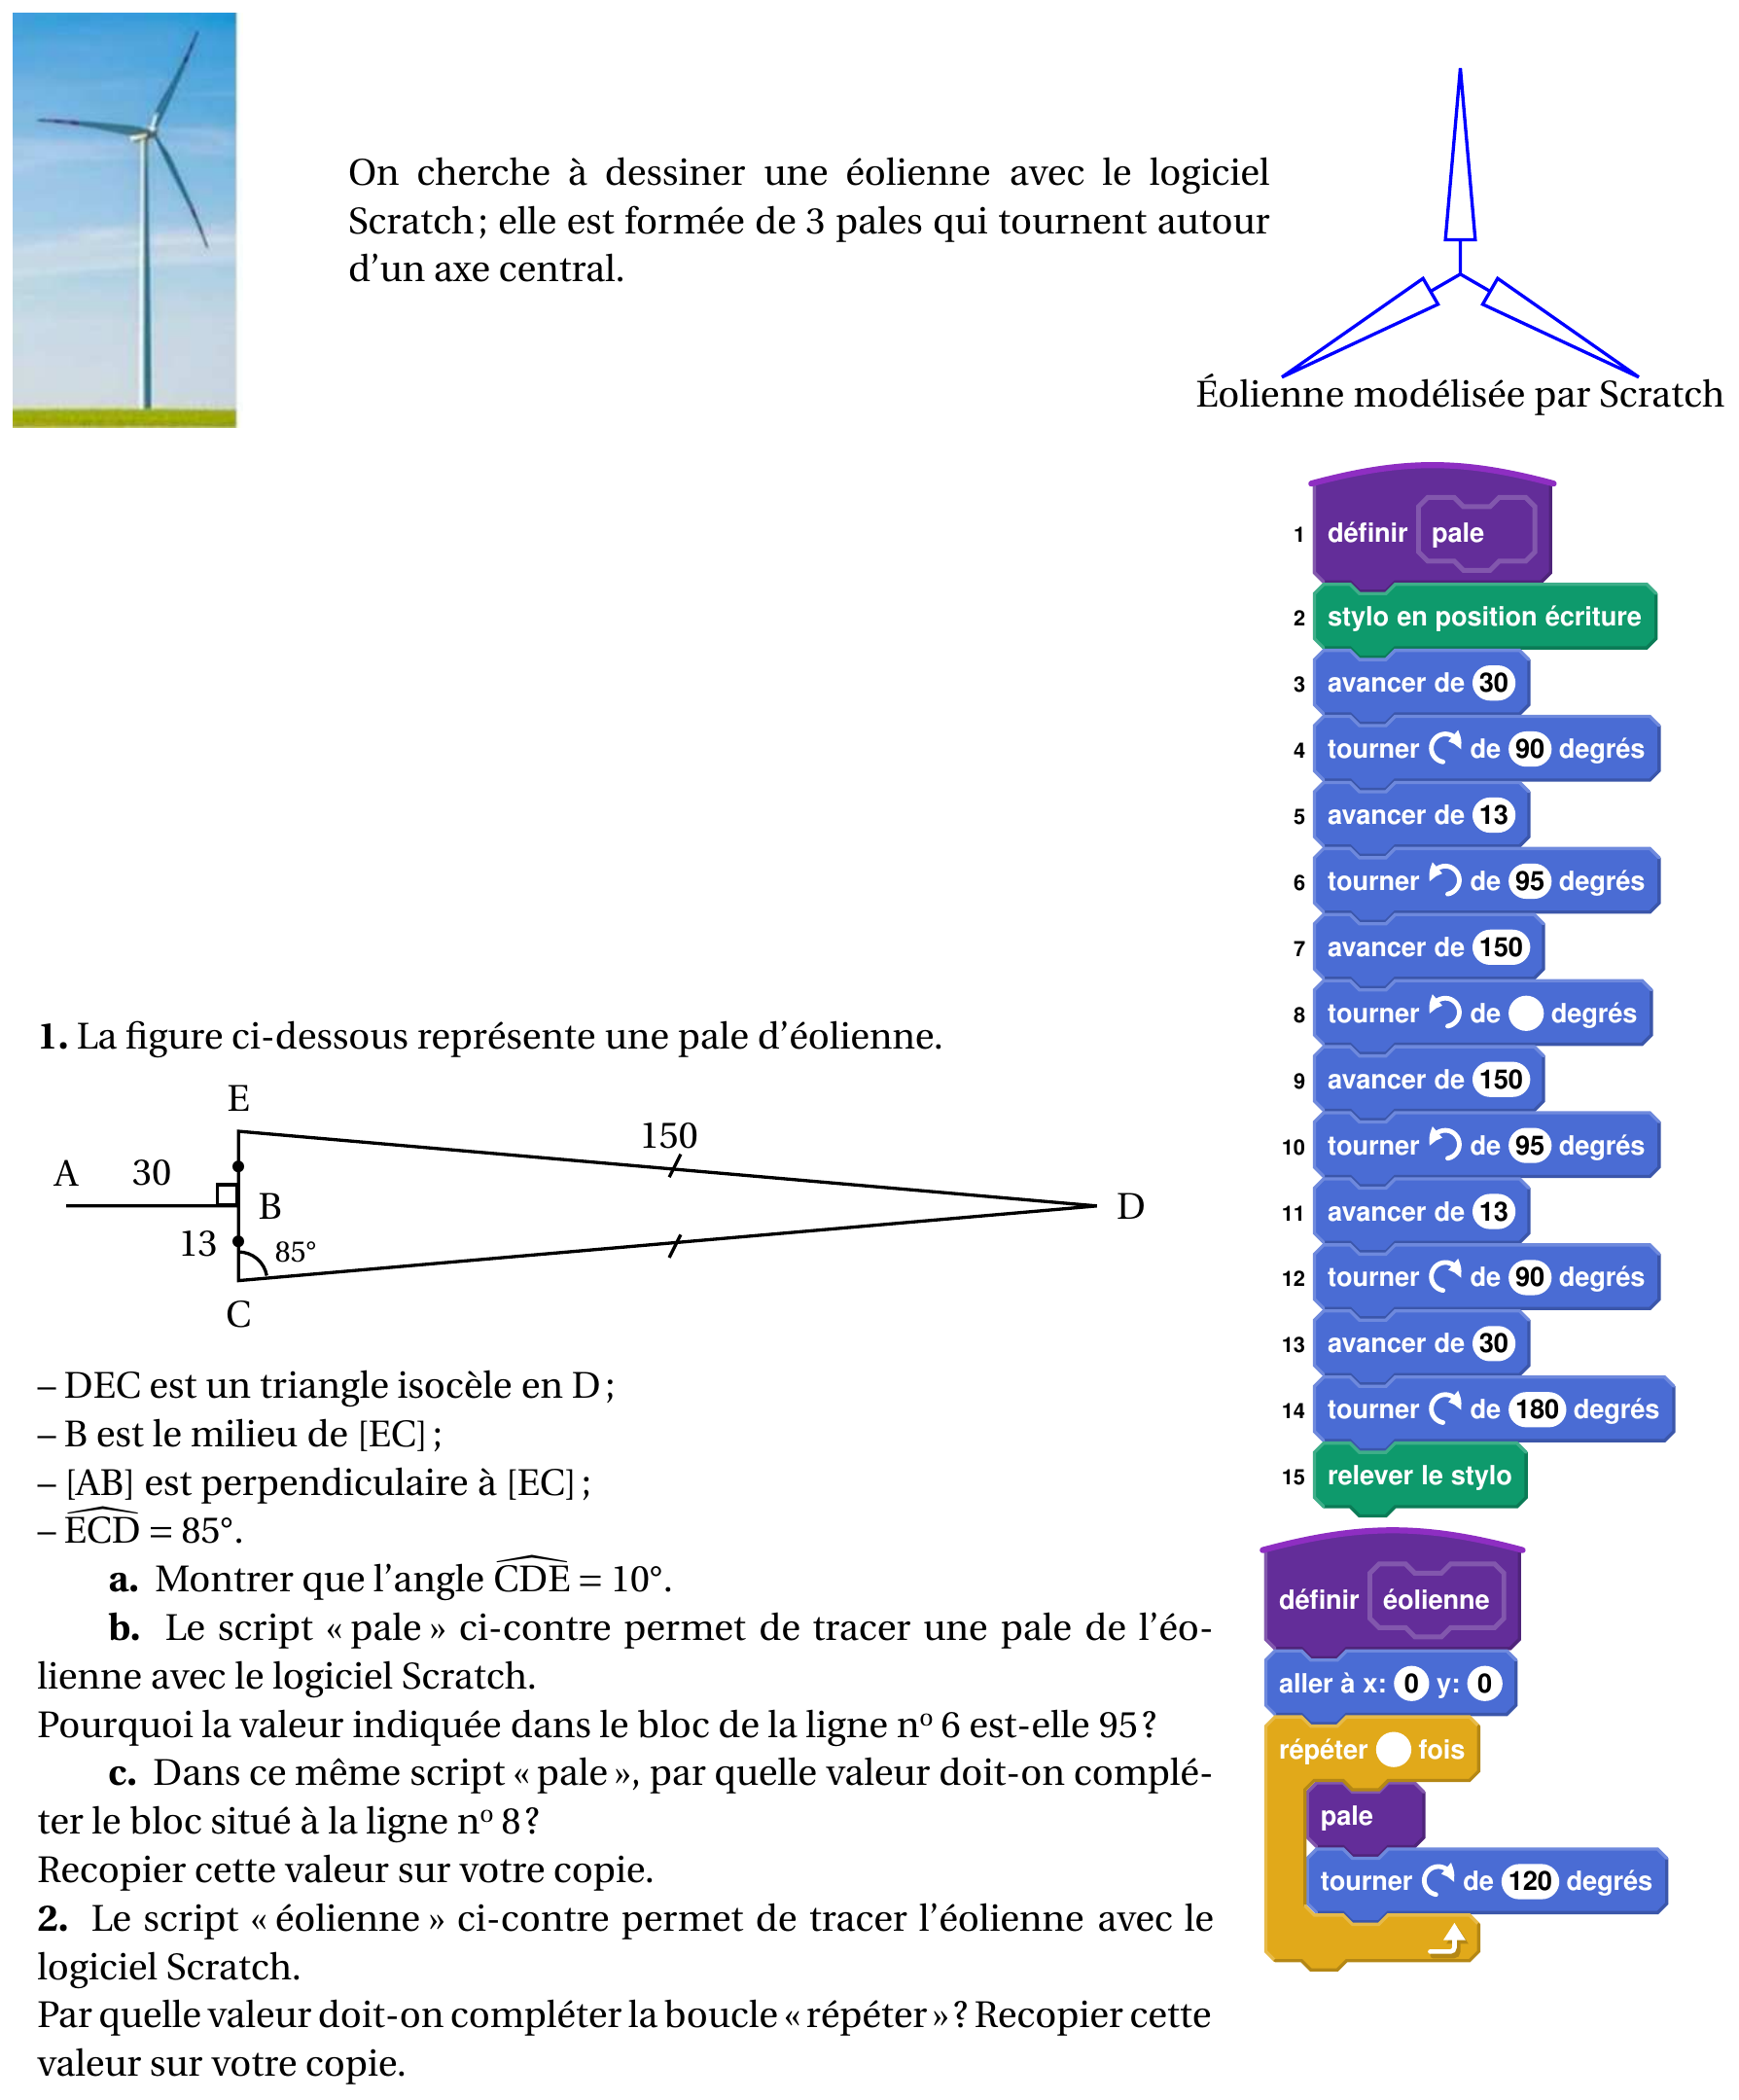 On cherche à dessiner une éolienne avec le logiciel
Scratch ; elle est formée de 3 pales qui tournent autour
d'un axe central.
Éolienne modélisée par Scratch
1 définir pale
2 stylo en position écriture
3 avancer de 30
4 tourner de 90 degrés
5 avancer de 13
6 tourner de 95 degrés
7 avancer de 150
8 tourner de degrés
9 avancer de 150
10 tourner de 95 degrés
11 avancer de 13
12 tourner de 90 degrés
13 avancer de 30
14 tourner de 180 degrés
15 relever le stylo
définir éolienne
aller à x: 0 y: 0
répéter fois
pale
tourner de 120 degrés
1. La figure ci-dessous représente une pale d'éolienne.
E
150
A 30
B
D
13
85°
C
– DEC est un triangle isocèle en D ;
– B est le milieu de [EC] ;
– [AB] est perpendiculaire à [EC] ;
– ECD = 85°.
a. Montrer que l'angle CDE = 10°.
b. Le script « pale » ci-contre permet de tracer une pale de l'éo-
lienne avec le logiciel Scratch.
Pourquoi la valeur indiquée dans le bloc de la ligne nº 6 est-elle 95 ?
c. Dans ce même script « pale », par quelle valeur doit-on complé-
ter le bloc situé à la ligne nº 8 ?
Recopier cette valeur sur votre copie.
2. Le script « éolienne » ci-contre permet de tracer l'éolienne avec le
logiciel Scratch.
Par quelle valeur doit-on compléter la boucle « répéter » ? Recopier cette
valeur sur votre copie.